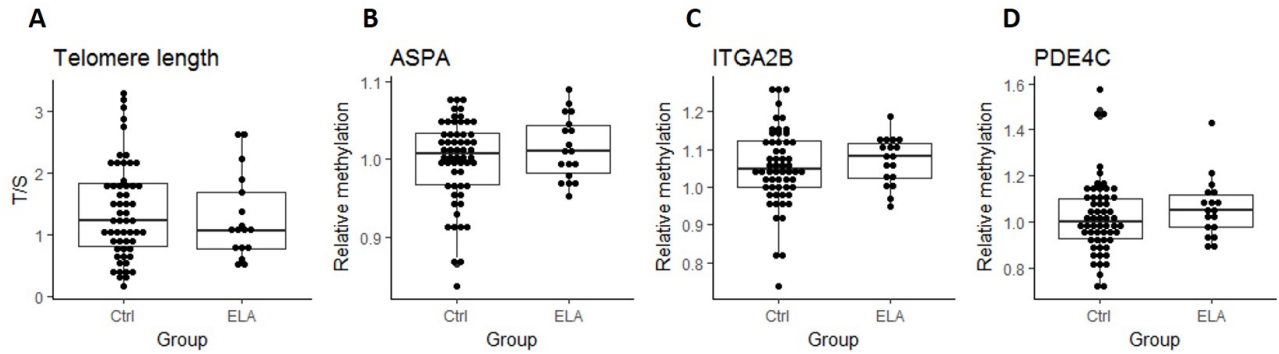 A
Telomere length
T/S
3
2
1
0
Ctrl
ELA
Group
B
ASPA
Relative methylation
1.1
1.0
0.9
Ctrl
ELA
Group
C
ITGA2B
Relative methylation
1.2
1.1
1.0
0.9
0.8
Ctrl
ELA
Group
D
PDE4C
Relative methylation
1.6
1.4
1.2
1.0
0.8
Ctrl
ELA
Group